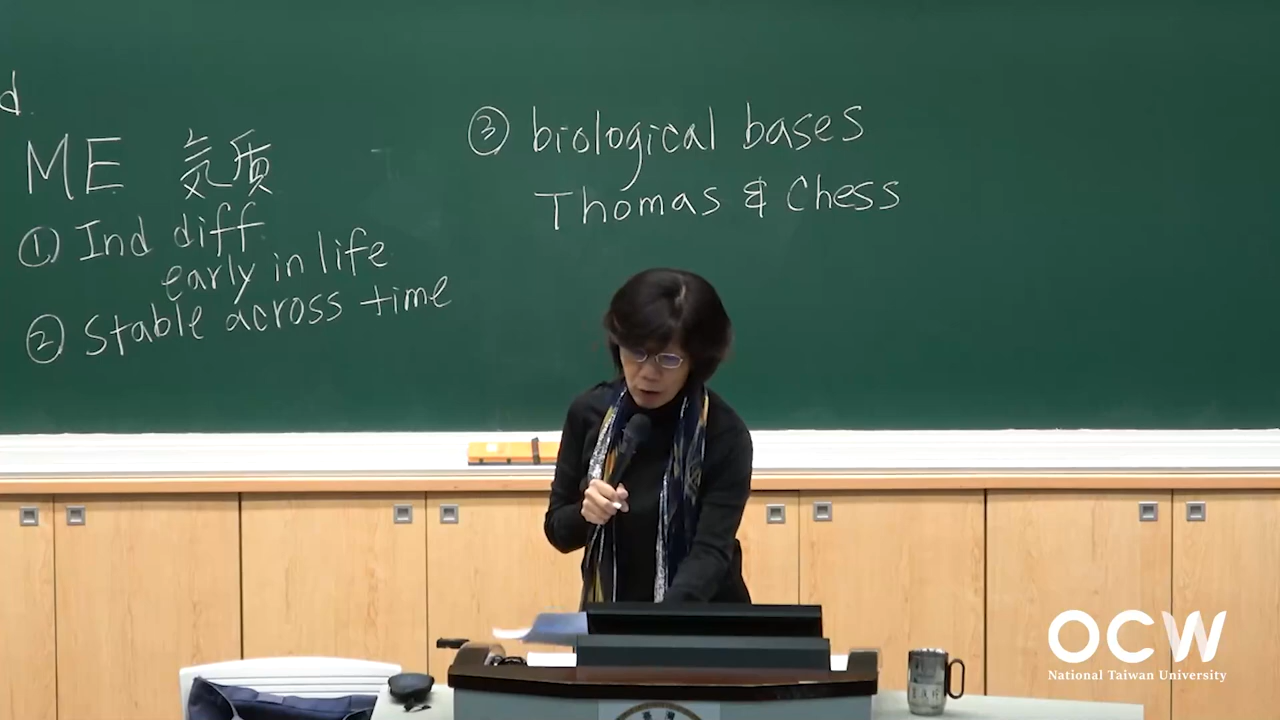 d.
ME 気质
① Ind diff
early in life
② Stable across time
③ biological bases
Thomas & Chess
OCW
National Taiwan University